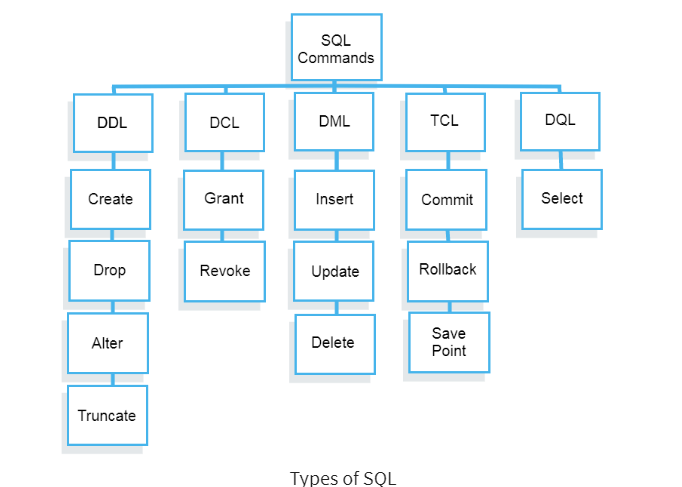 SQL
Commands
DDL
DCL
DML
TCL
DQL
Create
Grant
Insert
Commit
Select
Drop
Revoke
Update
Rollback
Alter
Delete
Save
Point
Truncate
Types of SQL